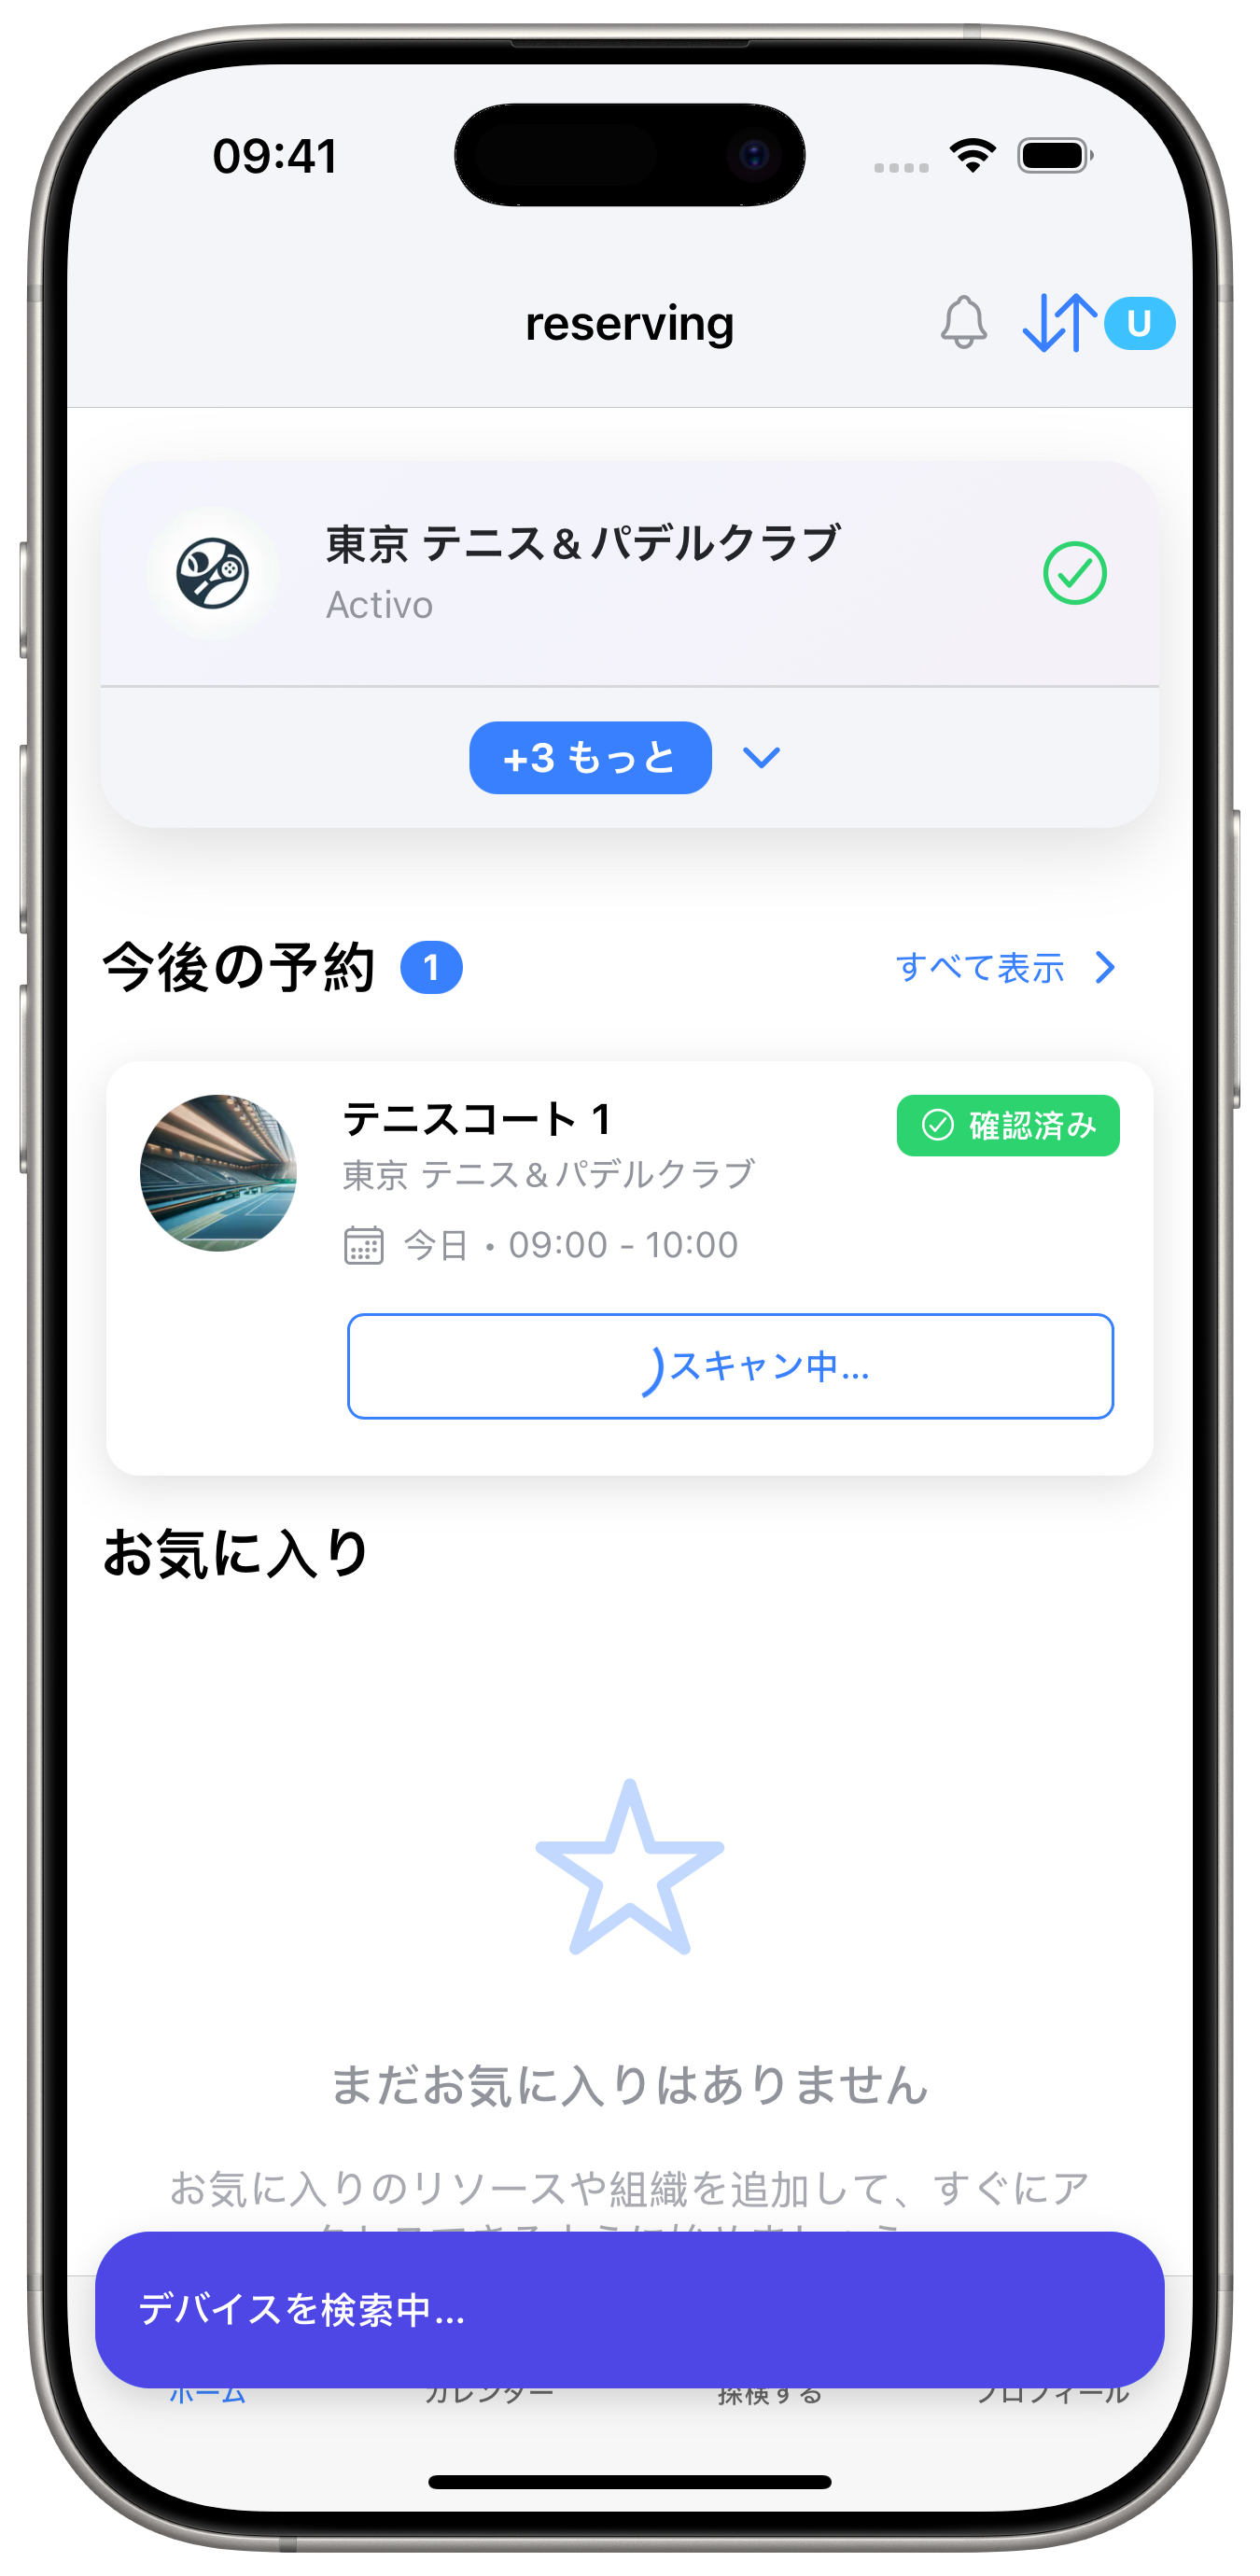 09:41
reserving
U
東京 テニス＆パデルクラブ
Activo
+3 もっと
今後の予約 1
すべて表示
テニスコート 1
確認済み
東京 テニス＆パデルクラブ
今日 • 09:00 - 10:00
スキャン中...
お気に入り
まだお気に入りはありません
お気に入りのリソースや組織を追加して、すぐにア
デバイスを検索中...
ホーム
カレンダー
探検する
プロフィール